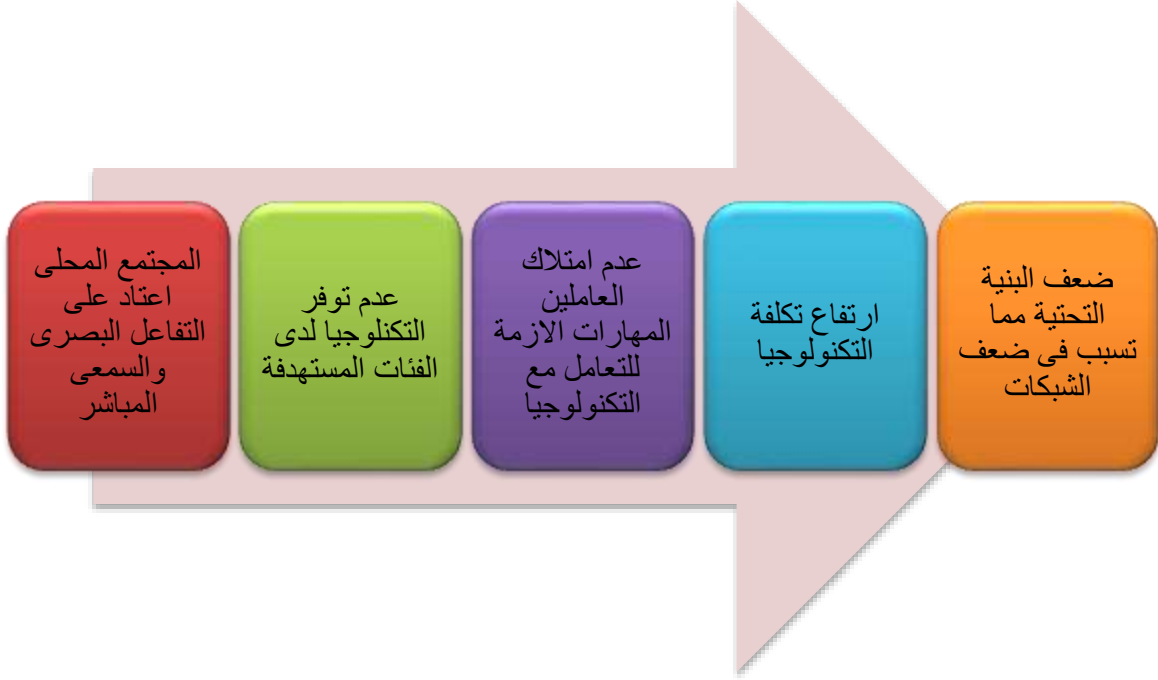 المجتمع المحلى
اعتاد على
التفاعل البصرى
والسمعى
المباشر
عدم توفر
التكنلوجيا لدى
الفئات المستهدفة
عدم امتلاك
العاملين
المهارات الازمة
للتعامل مع
التكنولوجيا
ارتفاع تكلفة
التكنولوجيا
ضعف البنية
التحتية مما
تسبب فى ضعف
الشبكات